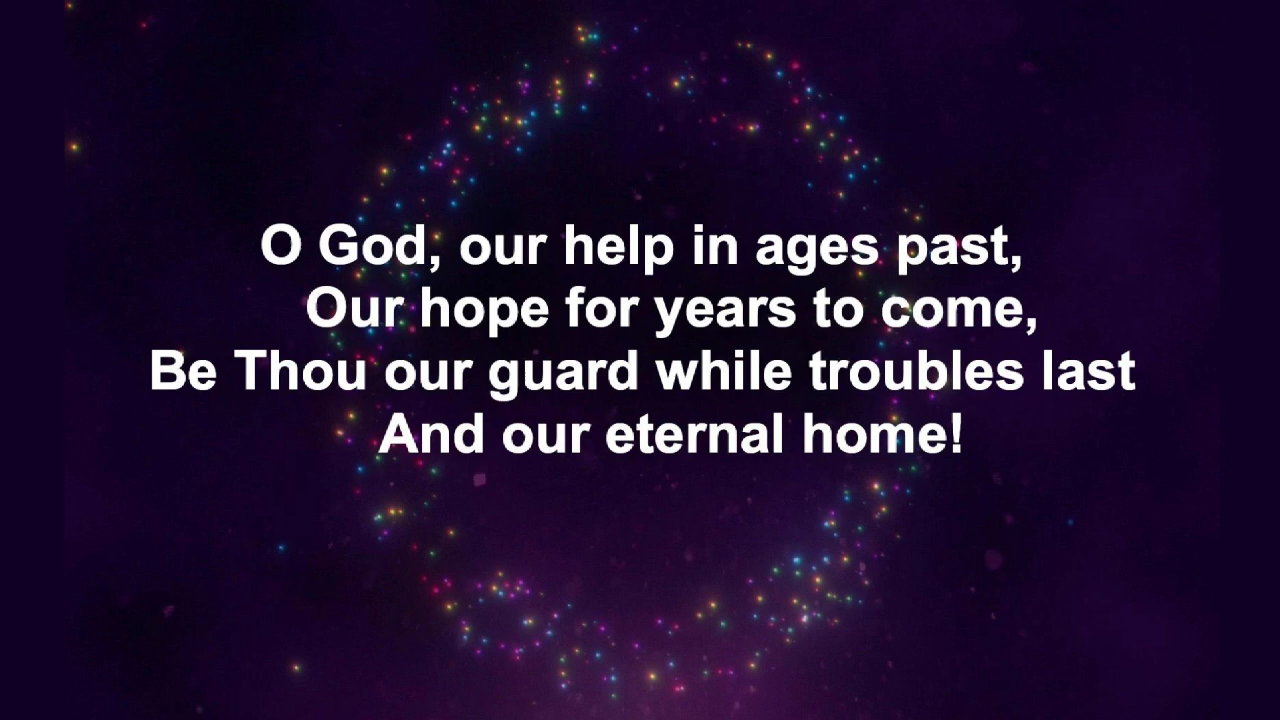 O God, our help in ages past,
Our hope for years to come,
Be Thou our guard while troubles last
And our eternal home!